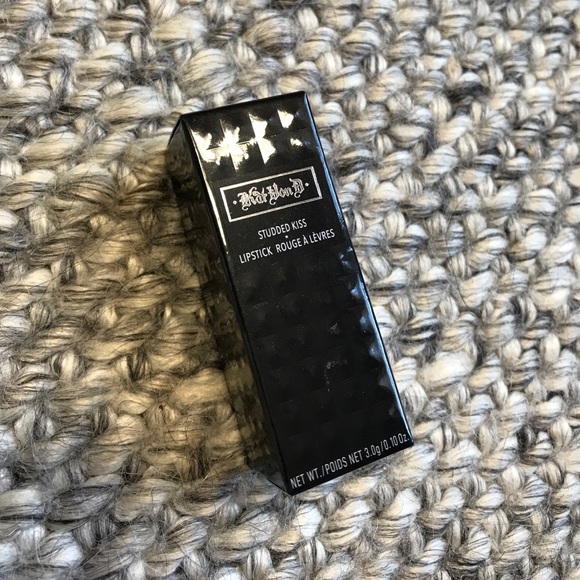 Kat Von D
STUDDED KISS
LIPSTICK ROUGE À LÈVRES
NET WT./POIDS NET 3.0g/0.10 Oz.